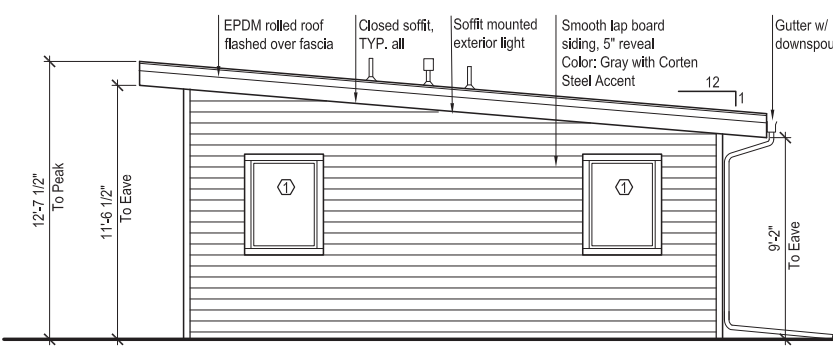 EPDM rolled roof
flashed over fascia
Closed soffit,
TYP. all
Soffit mounted
exterior light
Smooth lap board
siding, 5" reveal
Color: Gray with Corten
Steel Accent
Gutter w/
downspou
12
1
12'-7 1/2"
To Peak
11'-6 1/2"
To Eave
1
1
9'-2"
To Eave